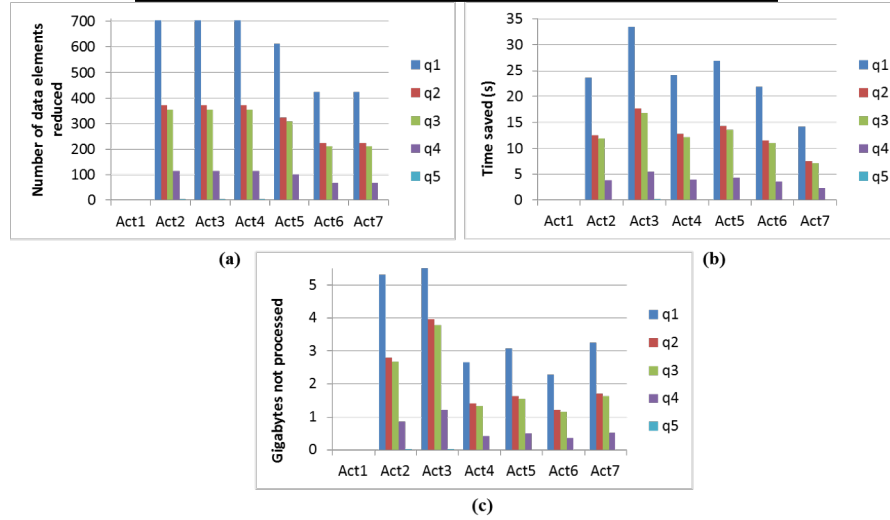 Number of data elements
reduced
700
600
500
400
300
200
100
0
Act1 Act2 Act3 Act4 Act5 Act6 Act7
q1
q2
q3
q4
q5
(a)
Time saved (s)
35
30
25
20
15
10
5
0
Act1 Act2 Act3 Act4 Act5 Act6 Act7
q1
q2
q3
q4
q5
(b)
Gigabytes not processed
5
4
3
2
1
0
Act1 Act2 Act3 Act4 Act5 Act6 Act7
q1
q2
q3
q4
q5
(c)